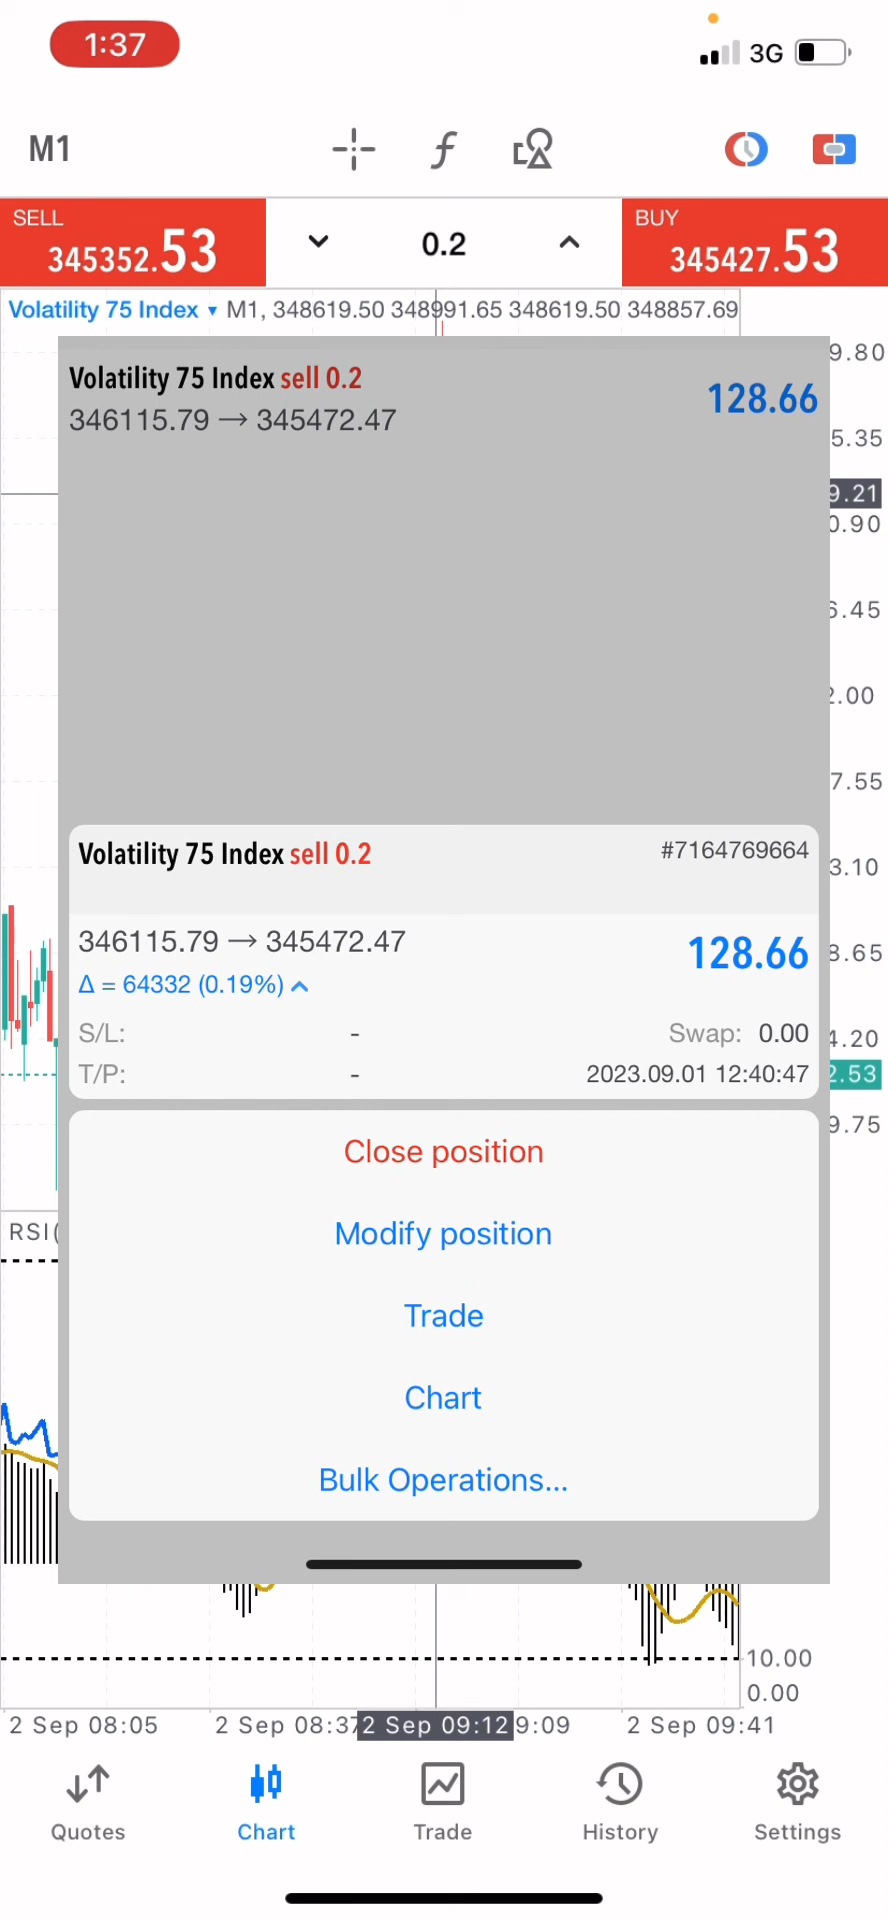 1:37
3G
M1
SELL
345352.53
0.2
BUY
345427.53
Volatility 75 Index ▾ M1, 348619.50 348991.65 348619.50 348857.69
9.80
Volatility 75 Index sell 0.2
128.66
346115.79 → 345472.47
5.35
9.21
0.90
6.45
2.00
7.55
Volatility 75 Index sell 0.2
#7164769664
3.10
346115.79 → 345472.47
128.66
8.65
Δ = 64332 (0.19%)
S/L:
-
Swap: 0.00
4.20
T/P:
-
2023.09.01 12:40:47
2.53
9.75
Close position
Modify position
RSI(
Trade
Chart
Bulk Operations...
10.00
0.00
2 Sep 08:05
2 Sep 08:37
2 Sep 09:12
9:09
2 Sep 09:41
Quotes
Chart
Trade
History
Settings